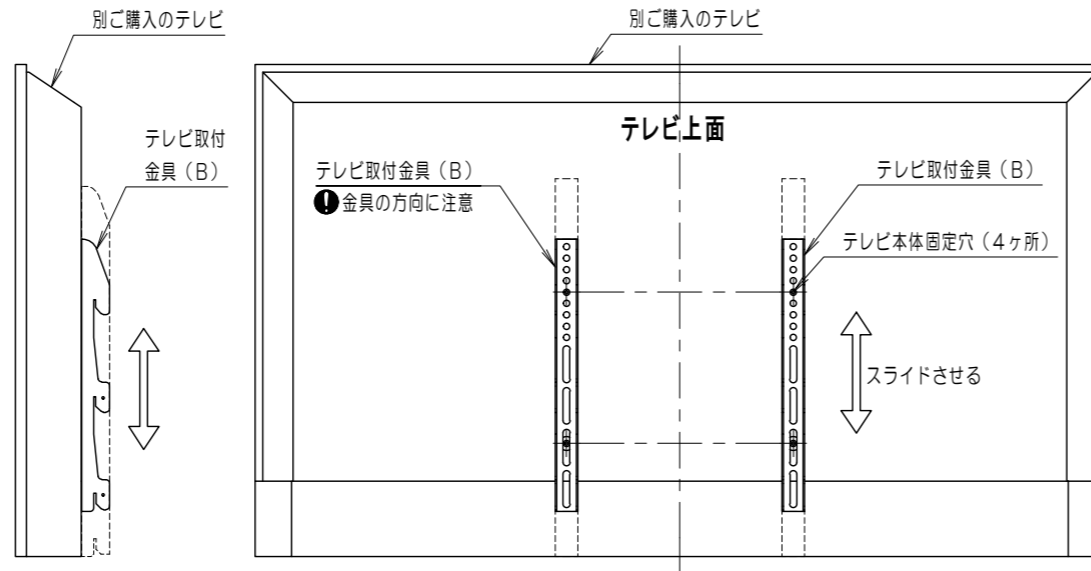 別ご購入のテレビ
テレビ取付
金具(B)
別ご購入のテレビ
テレビ上面
テレビ取付金具(B)
金具の方向に注意
テレビ取付金具(B)
テレビ本体固定穴(4ヶ所)
スライドさせる